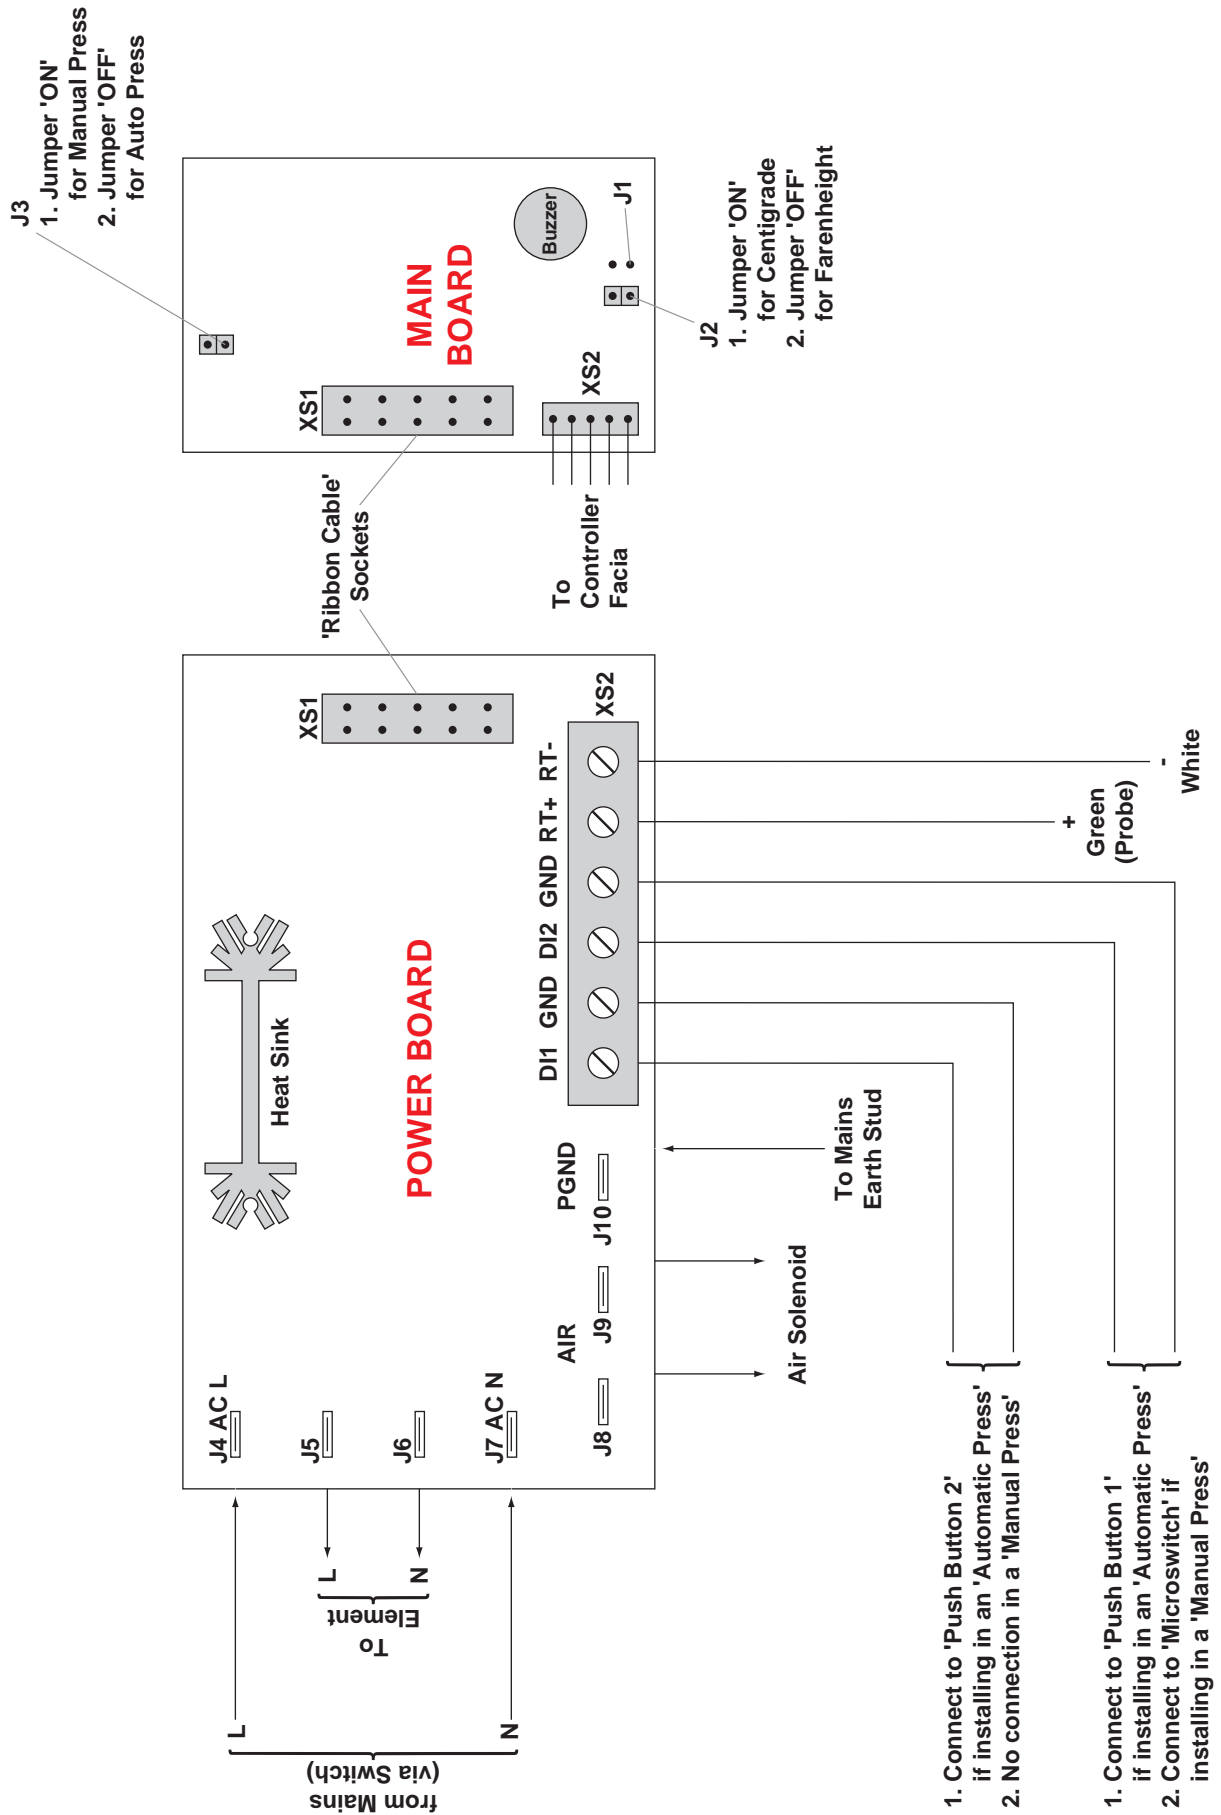 J3
1. Jumper 'ON'
for Manual Press
2. Jumper 'OFF'
for Auto Press
MAIN
BOARD
XS1
Buzzer
J1
XS2
J2
1. Jumper 'ON'
for Centigrade
2. Jumper 'OFF'
for Farenheight
'Ribbon Cable'
Sockets
To
Controller
Facia
XS1
Heat Sink
POWER BOARD
J4 AC L
J5
J6
J7 AC N
AIR
J8
J9
PGND
J10
DI1
GND
DI2
GND
RT+
RT-
XS2
from Mains
(via Switch)
L
N
To
Element
L
N
Air Solenoid
To Mains
Earth Stud
+
Green
(Probe)
-
White
1. Connect to 'Push Button 2'
if installing in an 'Automatic Press'
2. No connection in a 'Manual Press'
1. Connect to 'Push Button 1'
if installing in an 'Automatic Press'
2. Connect to 'Microswitch' if
installing in a 'Manual Press'